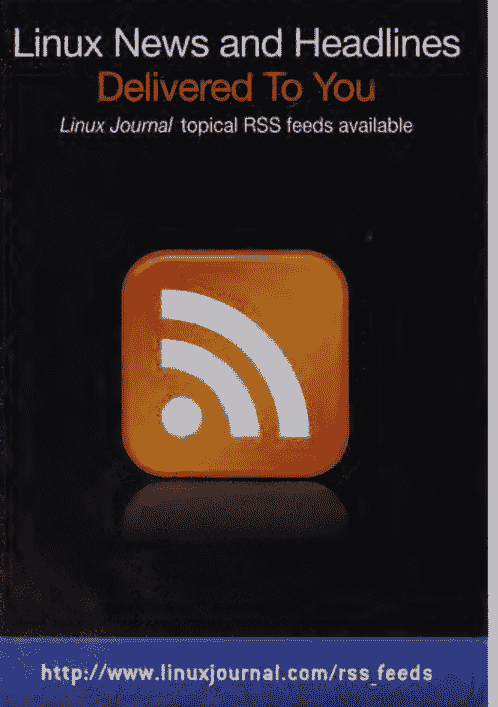 Linux News and Headlines
Delivered To You
Linux Journal topical RSS feeds available
http://www.linuxjournal.com/rss_feeds